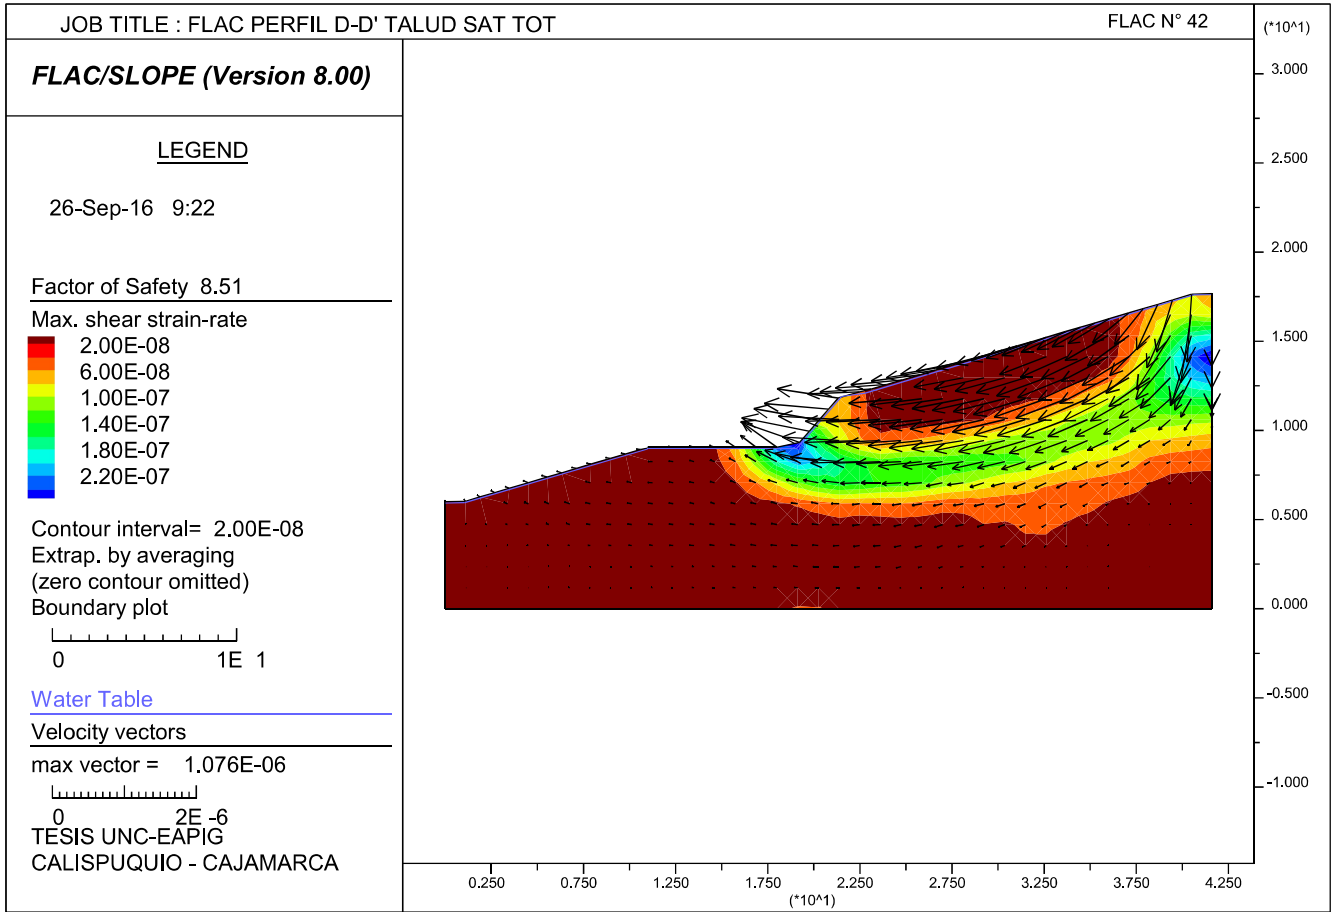 JOB TITLE : FLAC PERFIL D-D' TALUD SAT TOT
FLAC N° 42
(*10^1)
FLAC/SLOPE (Version 8.00)
LEGEND
26-Sep-16 9:22
Factor of Safety 8.51
Max. shear strain-rate
2.00E-08
6.00E-08
1.00E-07
1.40E-07
1.80E-07
2.20E-07
Contour interval= 2.00E-08
Extrap. by averaging
(zero contour omitted)
Boundary plot
0 1E 1
Water Table
Velocity vectors
max vector = 1.076E-06
0 2E -6
TESIS UNC-EAPIG
CALISPUQUIO - CAJAMARCA
3.000
2.500
2.000
1.500
1.000
0.500
0.000
-0.500
-1.000
0.250 0.750 1.250 1.750 2.250 2.750 3.250 3.750 4.250
(*10^1)